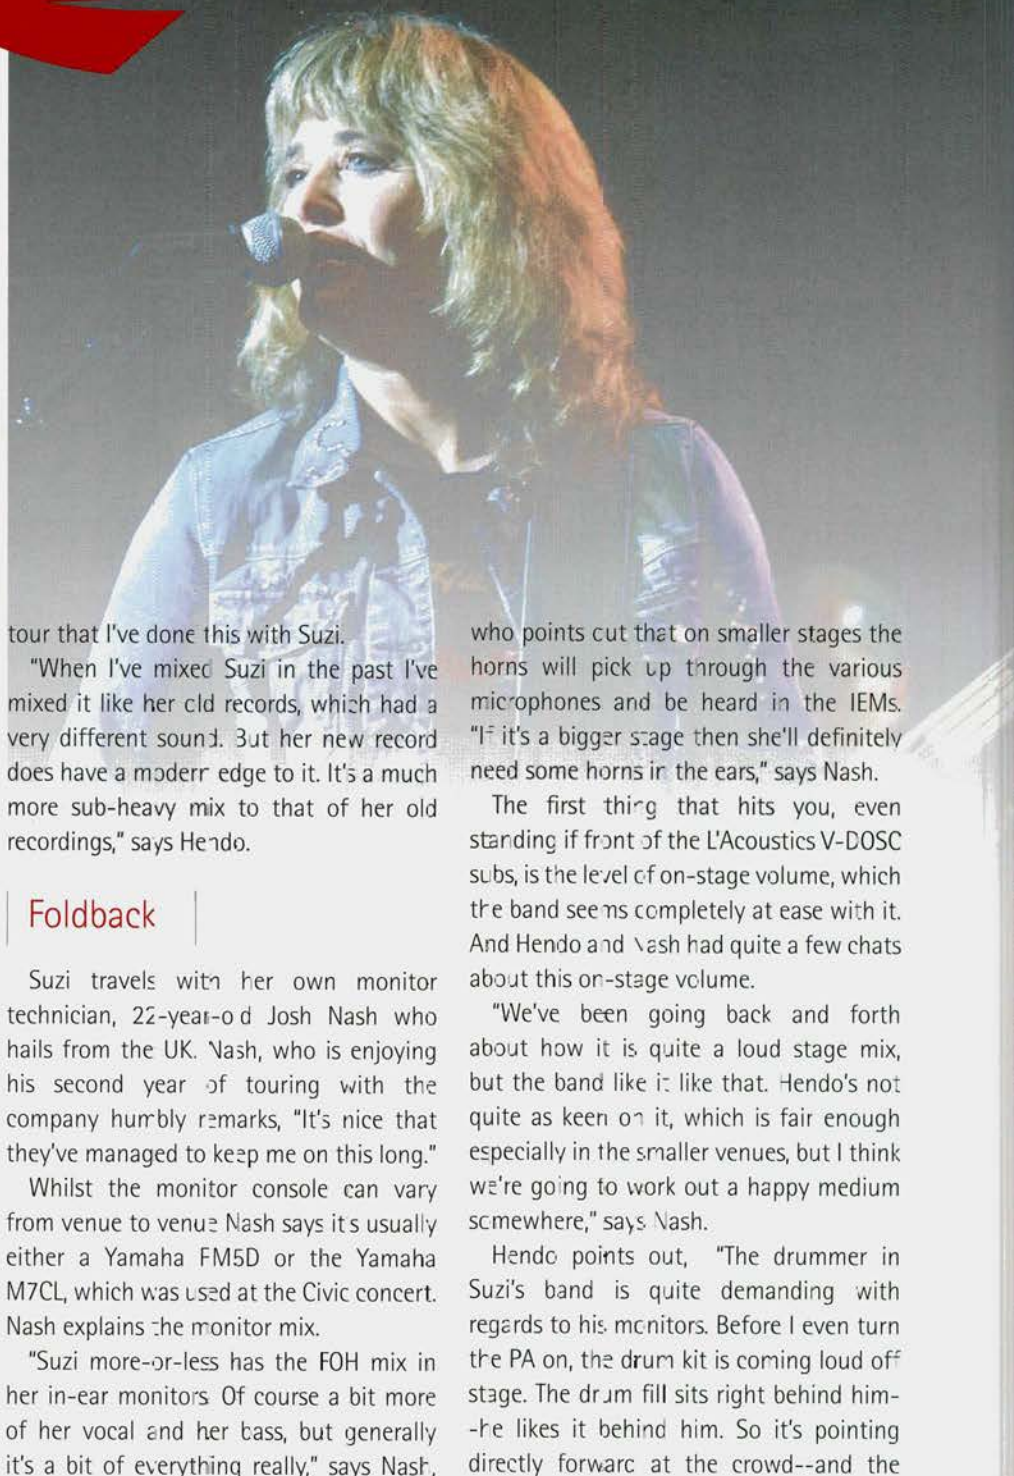 tour that I've done this with Suzi.
"When I've mixed Suzi in the past I've
mixed it like her old records, which had a
very different sound. But her new record
does have a modern edge to it. It's a much
more sub-heavy mix to that of her old
recordings," says Hendo.
Foldback
Suzi travels with her own monitor
technician, 22-year-old Josh Nash who
hails from the UK. Nash, who is enjoying
his second year of touring with the
company humbly remarks, "It's nice that
they've managed to keep me on this long."
Whilst the monitor console can vary
from venue to venue Nash says it's usually
either a Yamaha FM5D or the Yamaha
M7CL, which was used at the Civic concert.
Nash explains the monitor mix.
"Suzi more-or-less has the FOH mix in
her in-ear monitors. Of course a bit more
of her vocal and her bass, but generally
it's a bit of everything really," says Nash,
who points out that on smaller stages the
horns will pick up through the various
microphones and be heard in the IEMs.
"If it's a bigger stage then she'll definitely
need some horns in the ears," says Nash.
The first thing that hits you, even
standing if front of the L'Acoustics V-DOSC
subs, is the level of on-stage volume, which
the band seems completely at ease with it.
And Hendo and Nash had quite a few chats
about this on-stage volume.
"We've been going back and forth
about how it is quite a loud stage mix,
but the band like it like that. Hendo's not
quite as keen on it, which is fair enough
especially in the smaller venues, but I think
we're going to work out a happy medium
somewhere," says Nash.
Hendo points out, "The drummer in
Suzi's band is quite demanding with
regards to his monitors. Before I even turn
the PA on, the drum kit is coming loud off
stage. The drum fill sits right behind him-
-he likes it behind him. So it's pointing
directly forward at the crowd--and the